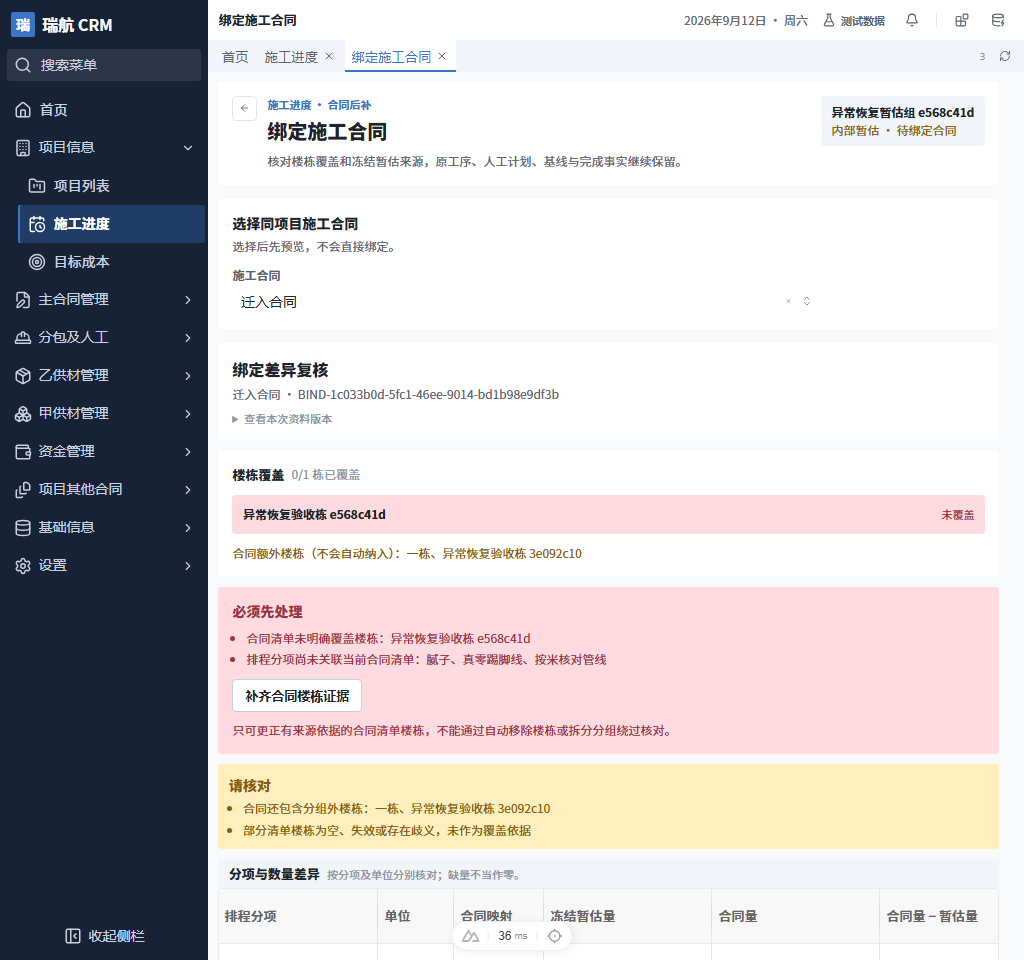 瑞 瑞航 CRM
搜索菜单
首页
项目信息
项目列表
施工进度
目标成本
主合同管理
分包及人工
乙供材管理
甲供材管理
资金管理
项目其他合同
基础信息
设置
收起侧栏
绑定施工合同
2026年9月12日 • 周六 测试数据
首页 施工进度 × 绑定施工合同 × 3
施工进度 • 合同后补
绑定施工合同
核对楼栋覆盖和冻结暂估来源，原工序、人工计划、基线与完成事实继续保留。
异常恢复暂估组 e568c41d
内部暂估 • 待绑定合同
选择同项目施工合同
选择后先预览，不会直接绑定。
施工合同
迁入合同 ×
绑定差异复核
迁入合同 • BIND-1c033b0d-5fc1-46ee-9014-bd1b98e9df3b
查看本次资料版本
楼栋覆盖 0/1 栋已覆盖
异常恢复验收栋 e568c41d 未覆盖
合同额外楼栋（不会自动纳入）：一栋、异常恢复验收栋 3e092c10
必须先处理
合同清单未明确覆盖楼栋：异常恢复验收栋 e568c41d
排程分项尚未关联当前合同清单：腻子、真零踢脚线、按米核对管线
补齐合同楼栋证据
只可更正有来源依据的合同清单楼栋，不能通过自动移除楼栋或拆分分组绕过核对。
请核对
合同还包含分组外楼栋：一栋、异常恢复验收栋 3e092c10
部分清单楼栋为空、失效或存在歧义，未作为覆盖依据
分项与数量差异 按分项及单位分别核对；缺量不当作零。
排程分项 单位 合同映射 冻结暂估量 合同量 合同量 − 暂估量
36 ms